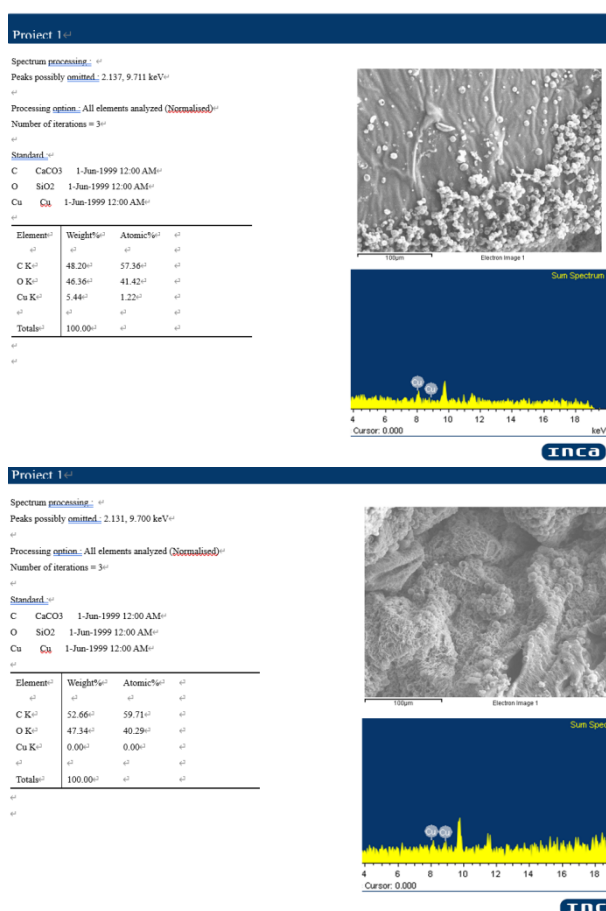 Project 1↵
Spectrum processing.: ↵
Peaks possibly omitted.: 2.137, 9.711 keV↵
↵
Processing option.: All elements analyzed (Normalised)↵
Number of iterations = 3↵
↵
Standard.:↵
C CaCO3 1-Jun-1999 12:00 AM↵
O SiO2 1-Jun-1999 12:00 AM↵
Cu Cu 1-Jun-1999 12:00 AM↵
↵
Element↵ Weight%↵ Atomic%↵ ↵
↵ ↵ ↵ ↵
C K↵ 48.20↵ 57.36↵ ↵
O K↵ 46.36↵ 41.42↵ ↵
Cu K↵ 5.44↵ 1.22↵ ↵
↵ ↵ ↵ ↵
Totals↵ 100.00↵ ↵ ↵
↵
↵
100μm Electron Image 1
Sum Spectrum
Cu Cu
4 6 8 10 12 14 16 18
Cursor: 0.000 keV
Inca
Project 1↵
Spectrum processing.: ↵
Peaks possibly omitted.: 2.131, 9.700 keV↵
↵
Processing option.: All elements analyzed (Normalised)↵
Number of iterations = 3↵
↵
Standard.:↵
C CaCO3 1-Jun-1999 12:00 AM↵
O SiO2 1-Jun-1999 12:00 AM↵
Cu Cu 1-Jun-1999 12:00 AM↵
↵
Element↵ Weight%↵ Atomic%↵ ↵
↵ ↵ ↵ ↵
C K↵ 52.66↵ 59.71↵ ↵
O K↵ 47.34↵ 40.29↵ ↵
Cu K↵ 0.00↵ 0.00↵ ↵
↵ ↵ ↵ ↵
Totals↵ 100.00↵ ↵ ↵
↵
↵
100μm Electron Image 1
Sum Spec
Cu Cu
4 6 8 10 12 14 16 18
Cursor: 0.000